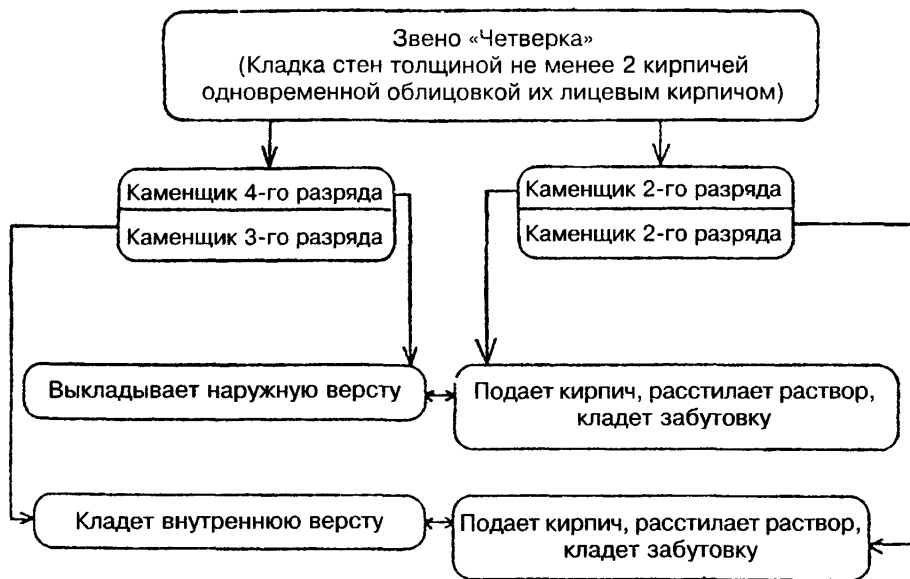 Звено «Четверка»
(Кладка стен толщиной не менее 2 кирпичей
одновременной облицовкой их лицевым кирпичом)
Каменщик 4-го разряда
Каменщик 3-го разряда
Каменщик 2-го разряда
Каменщик 2-го разряда
Выкладывает наружную версту
Подает кирпич, расстилает раствор,
кладет забутовку
Кладет внутреннюю версту
Подает кирпич, расстилает раствор,
кладет забутовку